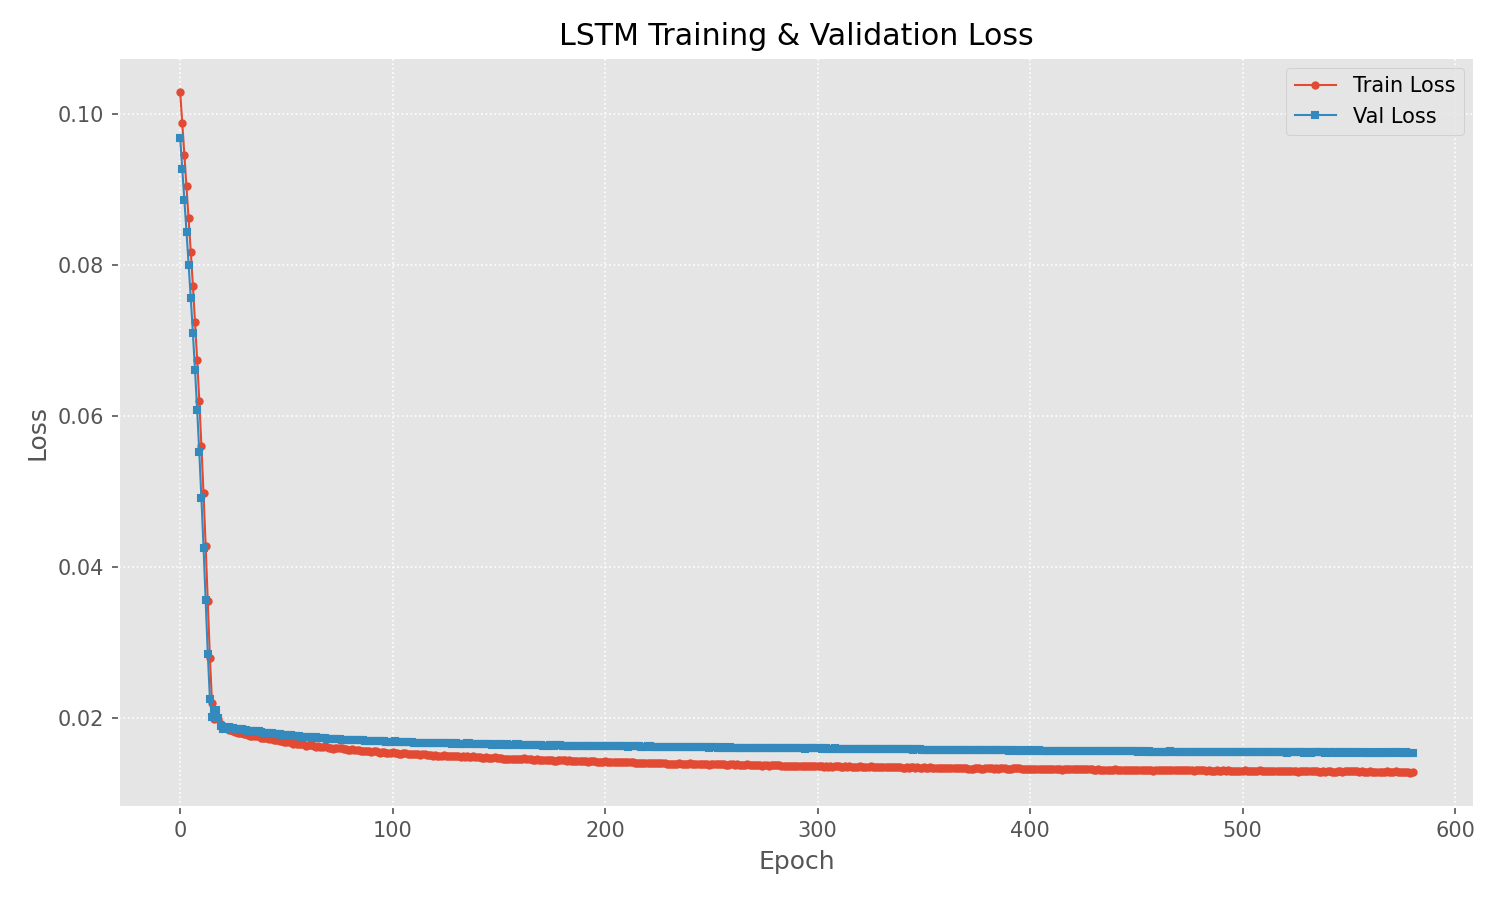 LSTM Training & Validation Loss
Train Loss
Val Loss
0.10
0.08
0.06
0.04
0.02
Loss
0 100 200 300 400 500 600
Epoch